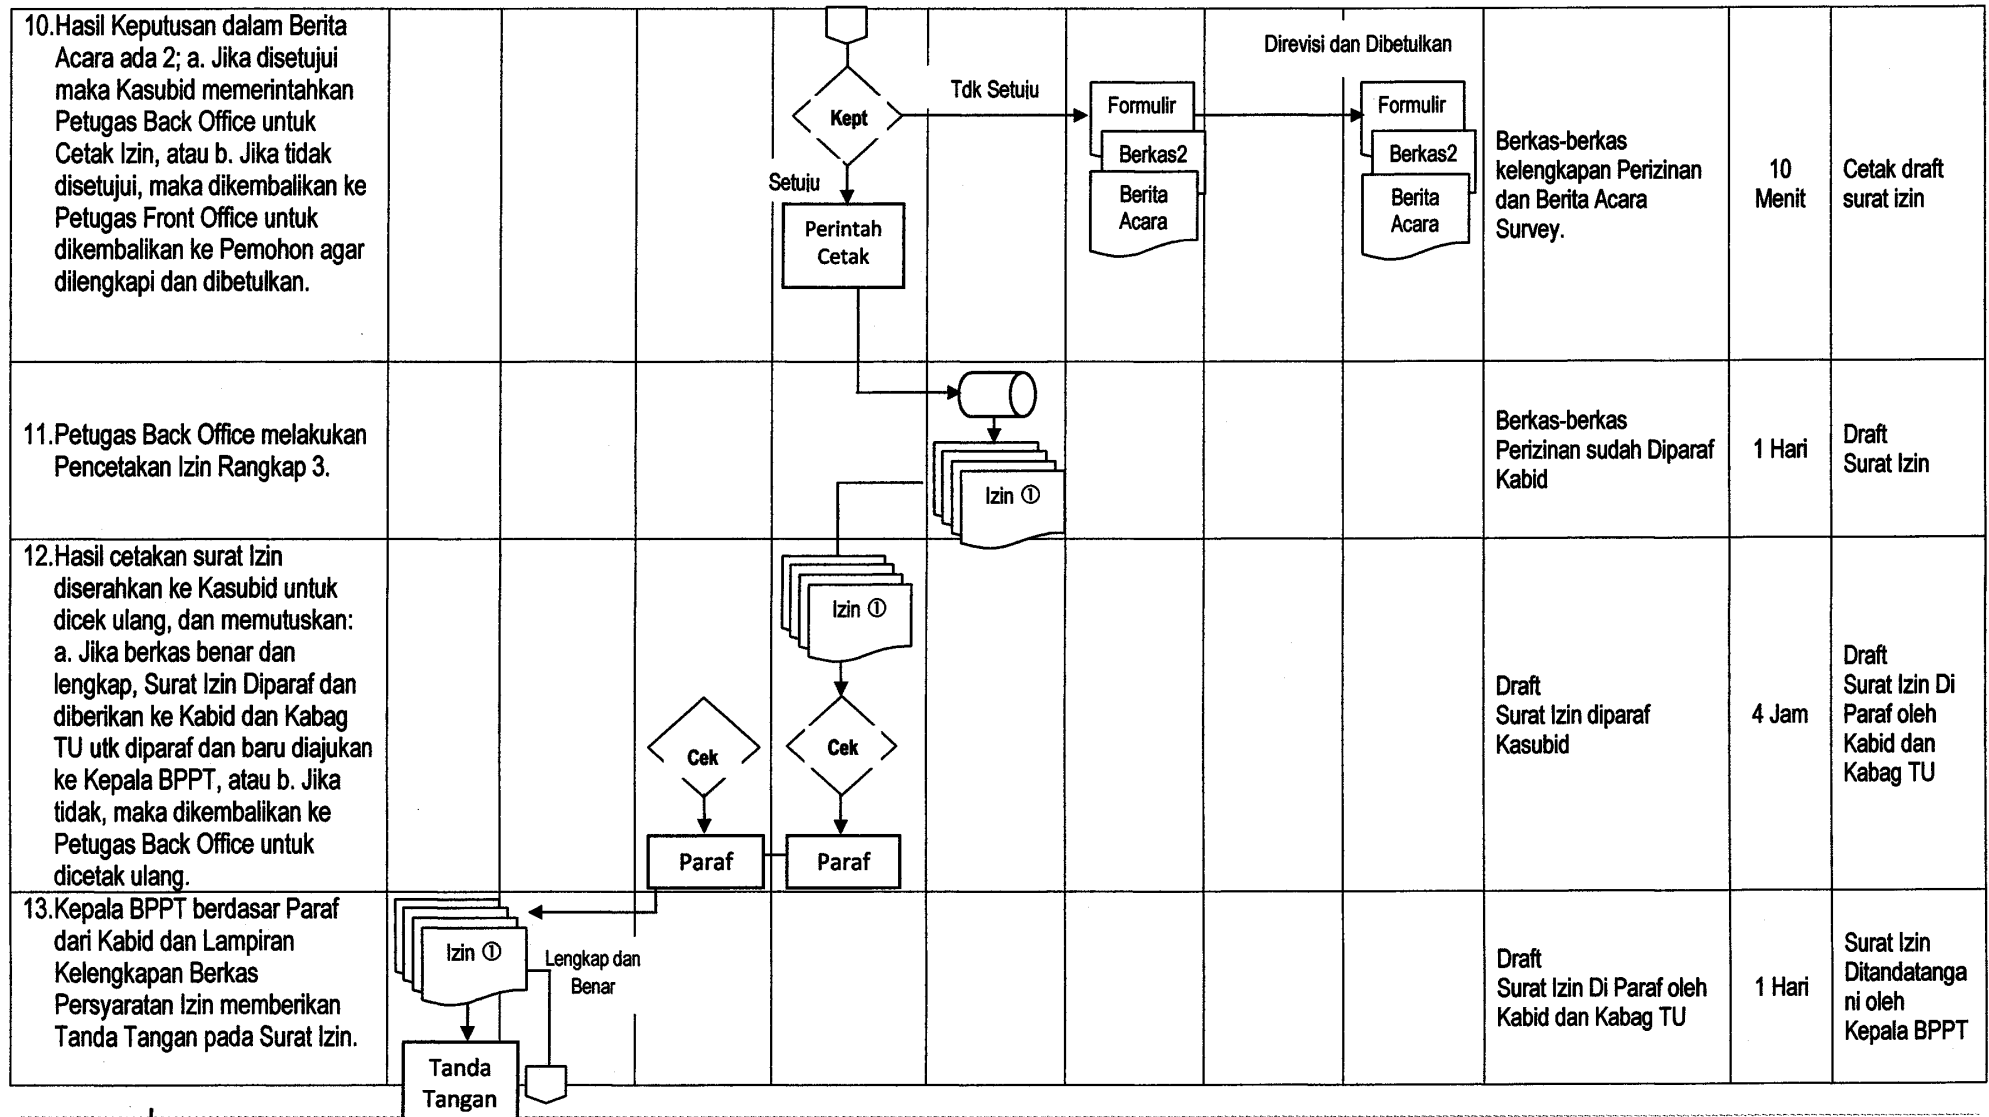 10.Hasil Keputusan dalam Berita
Acara ada 2; a. Jika disetujui
maka Kasubid memerintahkan
Petugas Back Office untuk
Cetak Izin, atau b. Jika tidak
disetujui, maka dikembalikan ke
Petugas Front Office untuk
dikembalikan ke Pemohon agar
dilengkapi dan dibetulkan.
Kept
Tdk Setuju
Setuju
Perintah
Cetak
Formulir
Berkas2
Berita
Acara
Direvisi dan Dibetulkan
Formulir
Berkas2
Berita
Acara
Berkas-berkas
kelengkapan Perizinan
dan Berita Acara
Survey.
10
Menit
Cetak draft
surat izin
11.Petugas Back Office melakukan
Pencetakan Izin Rangkap 3.
Izin ①
Berkas-berkas
Perizinan sudah Diparaf
Kabid
1 Hari
Draft
Surat Izin
12.Hasil cetakan surat Izin
diserahkan ke Kasubid untuk
dicek ulang, dan memutuskan:
a. Jika berkas benar dan
lengkap, Surat Izin Diparaf dan
diberikan ke Kabid dan Kabag
TU utk diparaf dan baru diajukan
ke Kepala BPPT, atau b. Jika
tidak, maka dikembalikan ke
Petugas Back Office untuk
dicetak ulang.
Izin ①
Cek
Cek
Paraf
Paraf
Draft
Surat Izin diparaf
Kasubid
4 Jam
Draft
Surat Izin Di
Paraf oleh
Kabid dan
Kabag TU
13.Kepala BPPT berdasar Paraf
dari Kabid dan Lampiran
Kelengkapan Berkas
Persyaratan Izin memberikan
Tanda Tangan pada Surat Izin.
Izin ①
Lengkap dan
Benar
Tanda
Tangan
Draft
Surat Izin Di Paraf oleh
Kabid dan Kabag TU
1 Hari
Surat Izin
Ditandatanga
ni oleh
Kepala BPPT